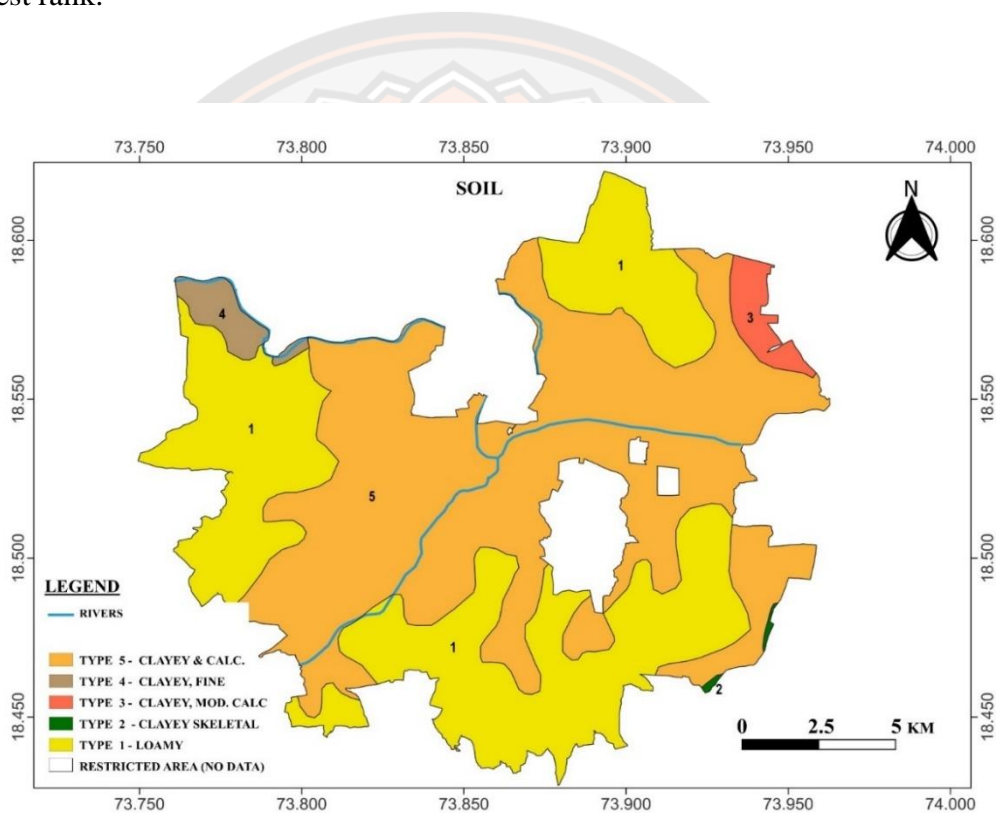 est rank.
73.750 73.800 73.850 73.900 73.950 74.000
SOIL
N
18.600 18.600
1
4
3
18.550 18.550
1
5
18.500 18.500
LEGEND
RIVERS
1
TYPE 5 - CLAYEY & CALC.
TYPE 4 - CLAYEY, FINE
2
TYPE 3 - CLAYEY, MOD. CALC
18.450 18.450
TYPE 2 - CLAYEY SKELETAL
0 2.5 5 KM
TYPE 1 - LOAMY
RESTRICTED AREA (NO DATA)
73.750 73.800 73.850 73.900 73.950 74.000